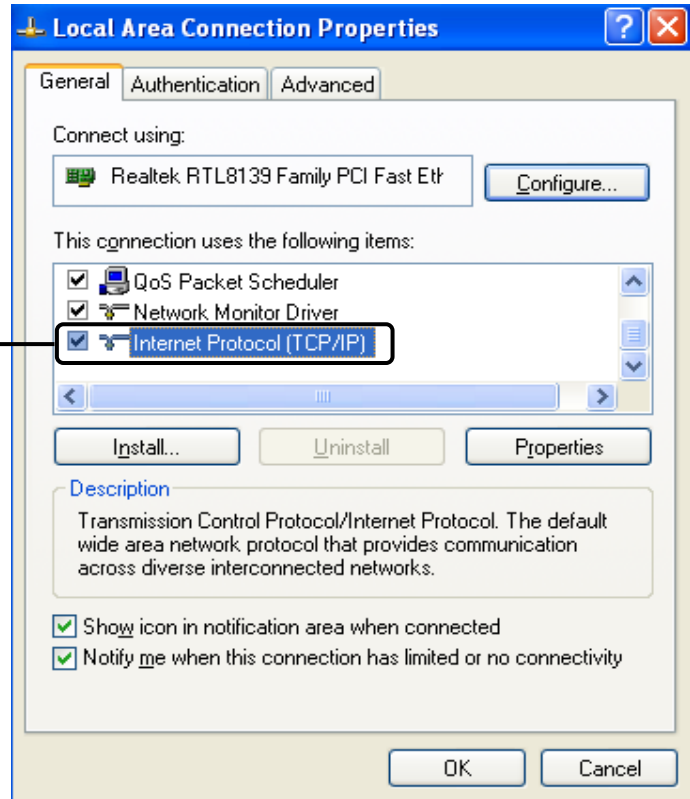 Local Area Connection Properties
General Authentication Advanced
Connect using:
Realtek RTL8139 Family PCI Fast Eth
Configure...
This connection uses the following items:
QoS Packet Scheduler
Network Monitor Driver
Internet Protocol (TCP/IP)
Install... Uninstall Properties
Description
Transmission Control Protocol/Internet Protocol. The default
wide area network protocol that provides communication
across diverse interconnected networks.
Show icon in notification area when connected
Notify me when this connection has limited or no connectivity
OK Cancel